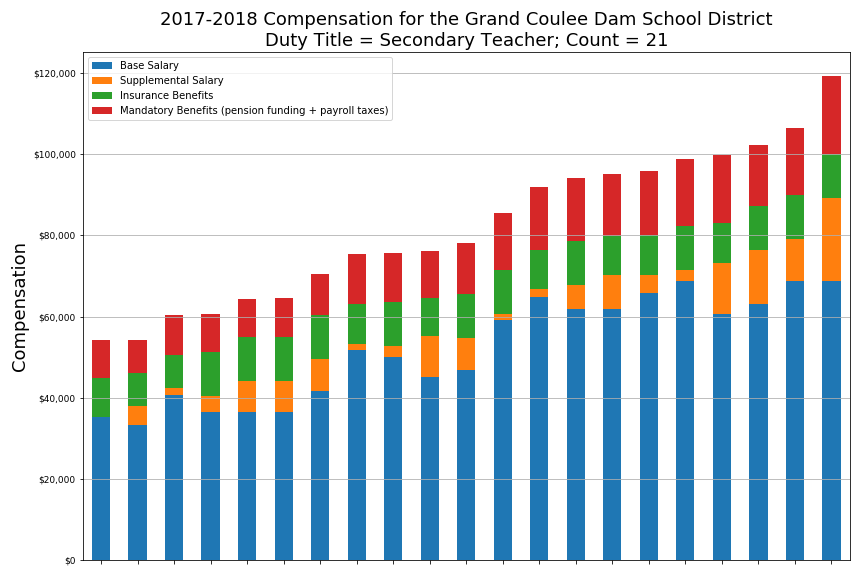 2017-2018 Compensation for the Grand Coulee Dam School District
Duty Title = Secondary Teacher; Count = 21
Base Salary
Supplemental Salary
Insurance Benefits
Mandatory Benefits (pension funding + payroll taxes)
Compensation
$120,000
$100,000
$80,000
$60,000
$40,000
$20,000
$0